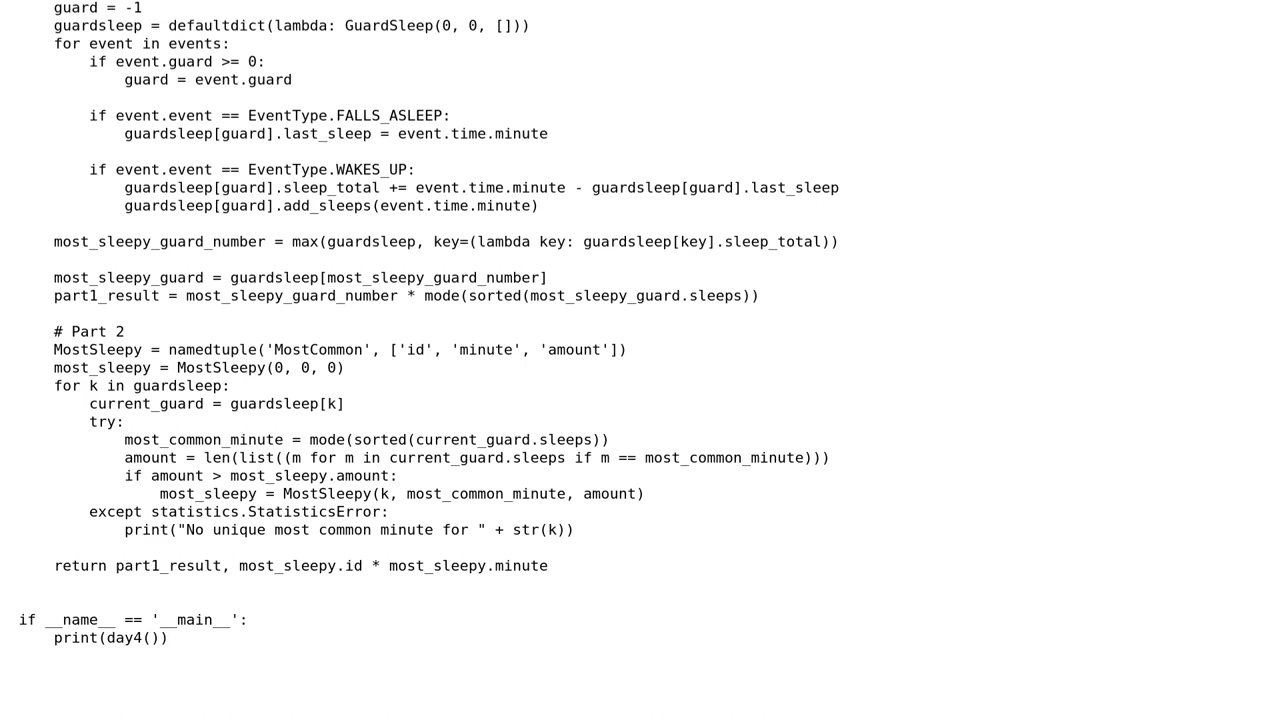 guard = -1
guardsleep = defaultdict(lambda: GuardSleep(0, 0, []))
for event in events:
if event.guard >= 0:
guard = event.guard
if event.event == EventType.FALLS_ASLEEP:
guardsleep[guard].last_sleep = event.time.minute
if event.event == EventType.WAKES_UP:
guardsleep[guard].sleep_total += event.time.minute - guardsleep[guard].last_sleep
guardsleep[guard].add_sleeps(event.time.minute)
most_sleepy_guard_number = max(guardsleep, key=(lambda key: guardsleep[key].sleep_total))
most_sleepy_guard = guardsleep[most_sleepy_guard_number]
part1_result = most_sleepy_guard_number * mode(sorted(most_sleepy_guard.sleeps))
# Part 2
MostSleepy = namedtuple('MostCommon', ['id', 'minute', 'amount'])
most_sleepy = MostSleepy(0, 0, 0)
for k in guardsleep:
current_guard = guardsleep[k]
try:
most_common_minute = mode(sorted(current_guard.sleeps))
amount = len(list((m for m in current_guard.sleeps if m == most_common_minute)))
if amount > most_sleepy.amount:
most_sleepy = MostSleepy(k, most_common_minute, amount)
except statistics.StatisticsError:
print("No unique most common minute for " + str(k))
return part1_result, most_sleepy.id * most_sleepy.minute
if __name__ == '__main__':
print(day4())